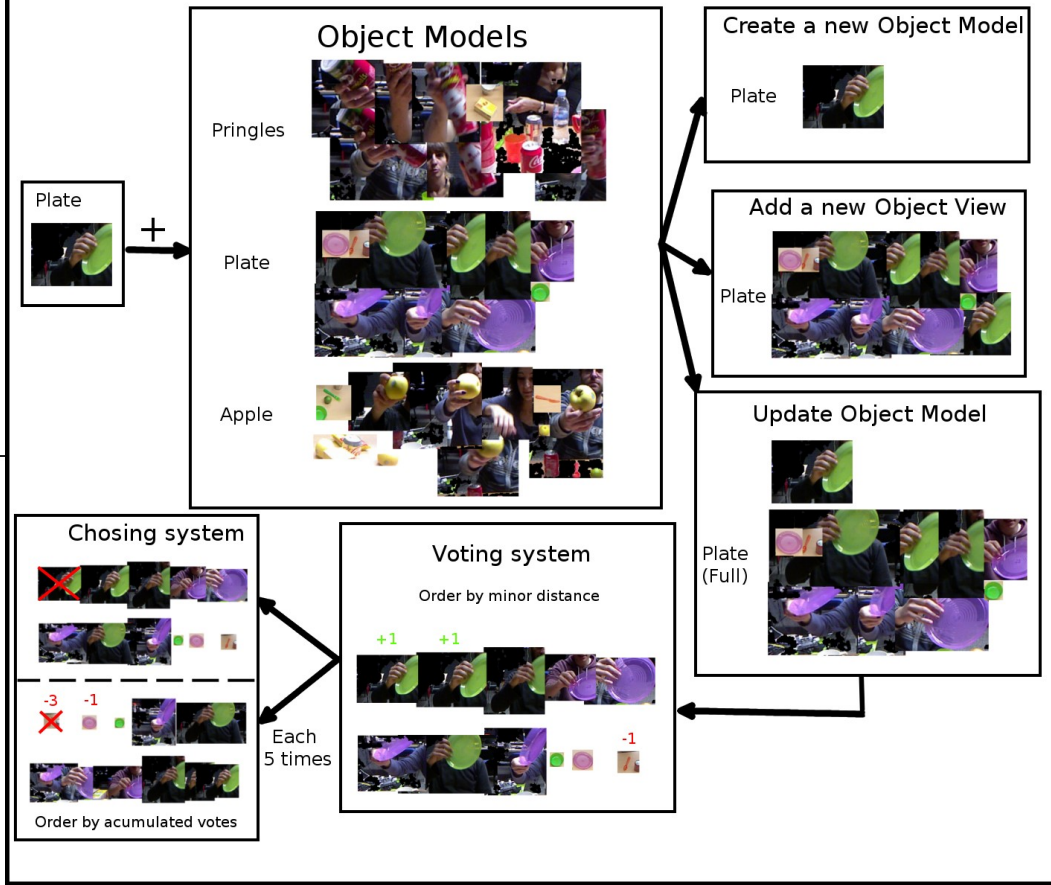 Plate
+
Object Models
Pringles
Plate
Apple
Create a new Object Model
Plate
Add a new Object View
Plate
Update Object Model
Plate
(Full)
Voting system
Order by minor distance
+1
+1
-1
Each
5 times
Chosing system
-3
-1
Order by acumulated votes